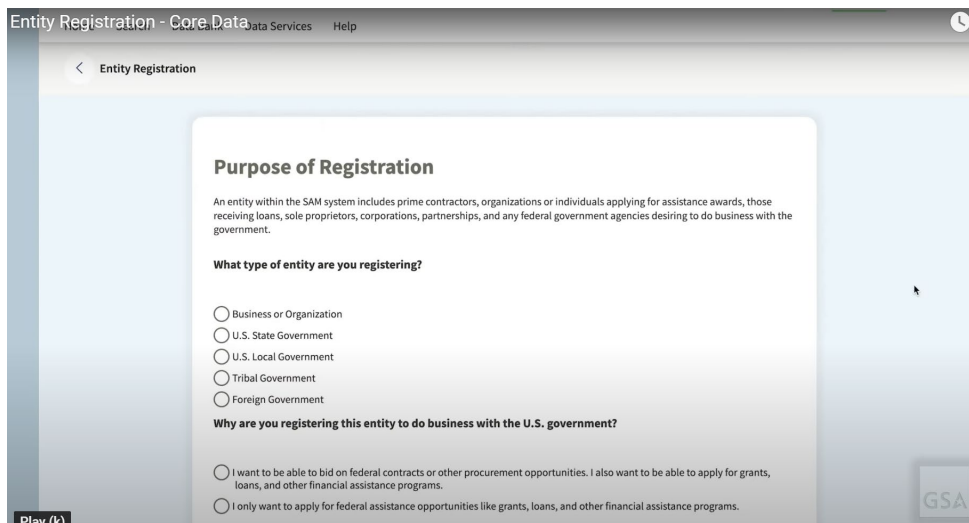 Entity Registration - Core Data
Home Search Data Bank Data Services Help
Entity Registration
Purpose of Registration
An entity within the SAM system includes prime contractors, organizations or individuals applying for assistance awards, those
receiving loans, sole proprietors, corporations, partnerships, and any federal government agencies desiring to do business with the
government.
What type of entity are you registering?
Business or Organization
U.S. State Government
U.S. Local Government
Tribal Government
Foreign Government
Why are you registering this entity to do business with the U.S. government?
I want to be able to bid on federal contracts or other procurement opportunities. I also want to be able to apply for grants,
loans, and other financial assistance programs.
I only want to apply for federal assistance opportunities like grants, loans, and other financial assistance programs.
GSA
Play (k)